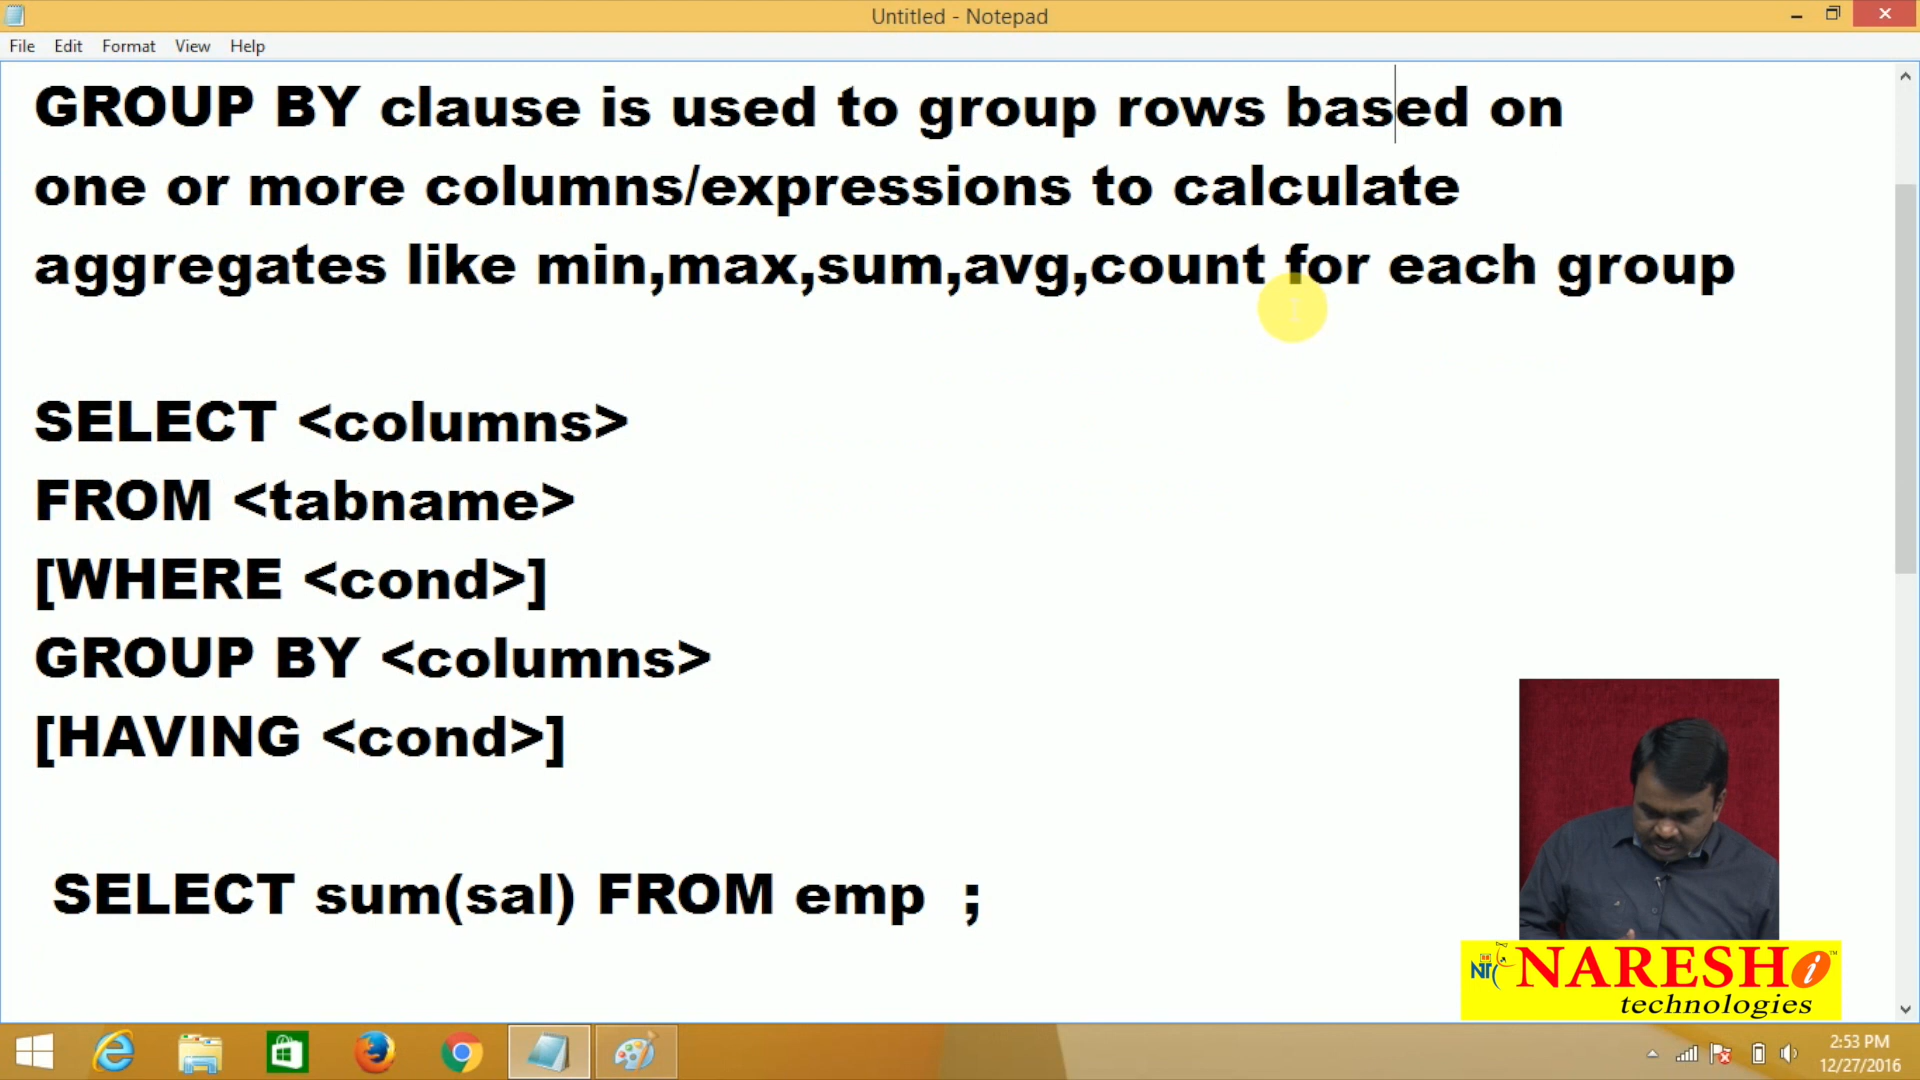 Untitled - Notepad
File Edit Format View Help
GROUP BY clause is used to group rows based on
one or more columns/expressions to calculate
aggregates like min,max,sum,avg,count for each group
SELECT <columns>
FROM <tabname>
[WHERE <cond>]
GROUP BY <columns>
[HAVING <cond>]
SELECT sum(sal) FROM emp ;
NARESH i ™
technologies
2:53 PM
12/27/2016